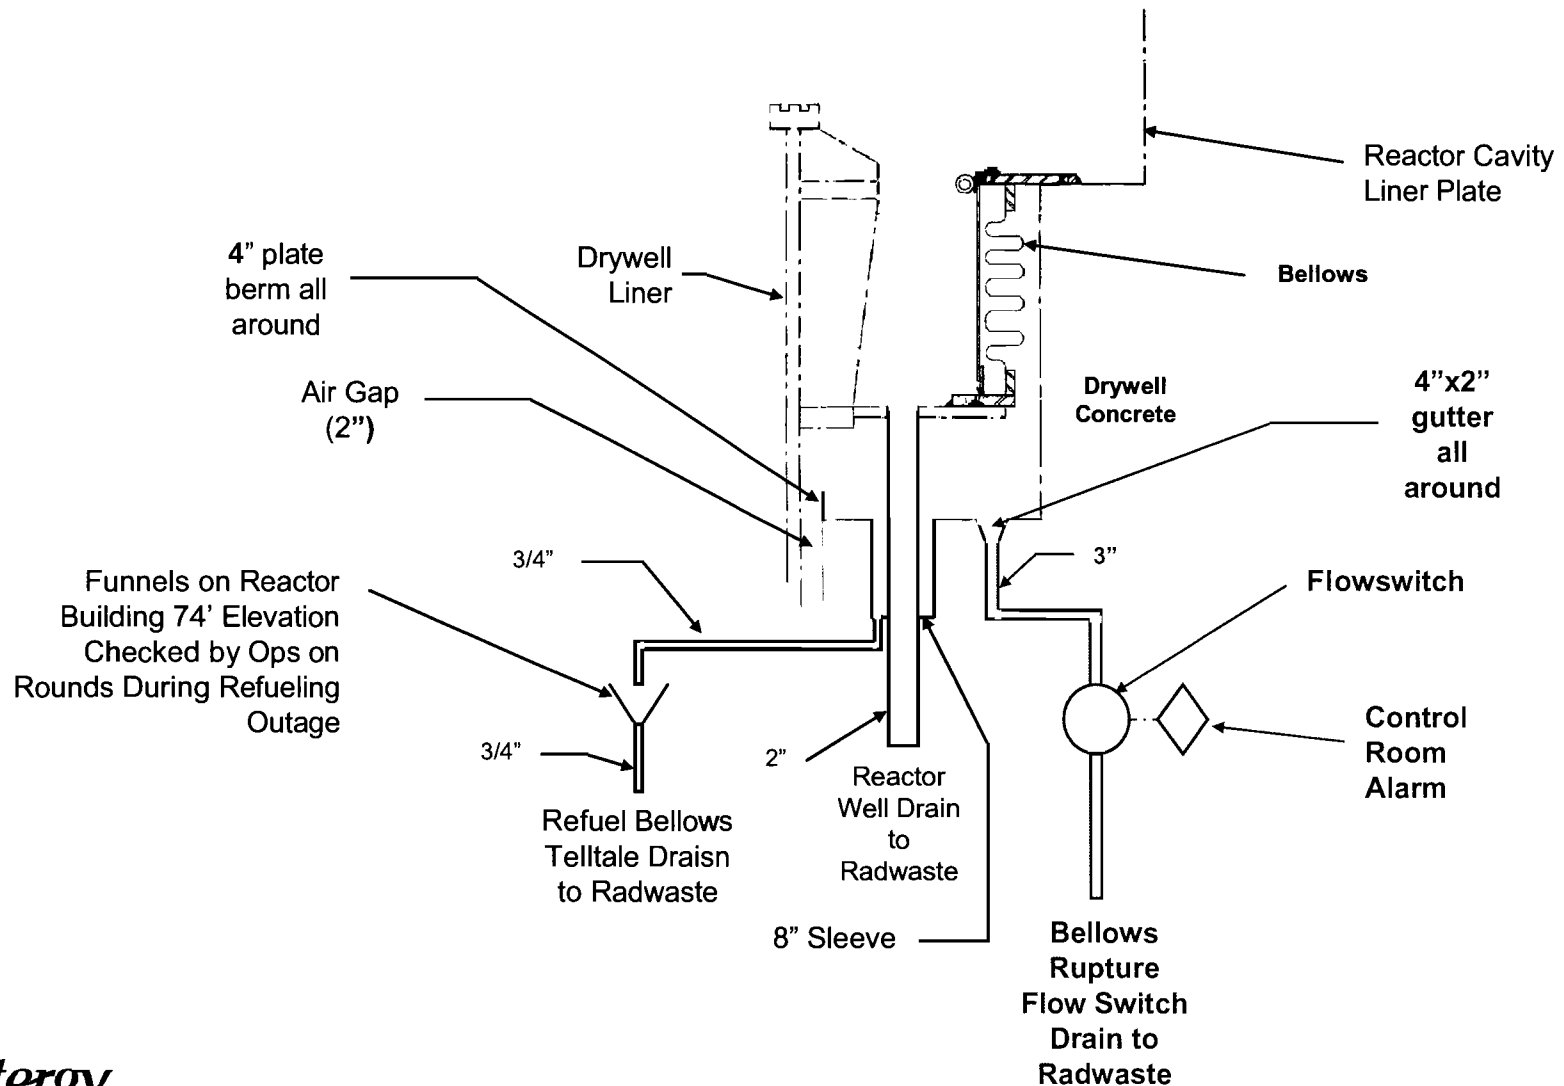 Reactor Cavity
Liner Plate
4” plate
berm all
around
Drywell
Liner
Bellows
Air Gap
(2”)
Drywell
Concrete
4”x2”
gutter
all
around
3/4”
3”
Funnels on Reactor
Building 74’ Elevation
Checked by Ops on
Rounds During Refueling
Outage
Flowswitch
Control
Room
Alarm
3/4”
2”
Reactor
Well Drain
to
Radwaste
Refuel Bellows
Telltale Draisn
to Radwaste
8” Sleeve
Bellows
Rupture
Flow Switch
Drain to
Radwaste